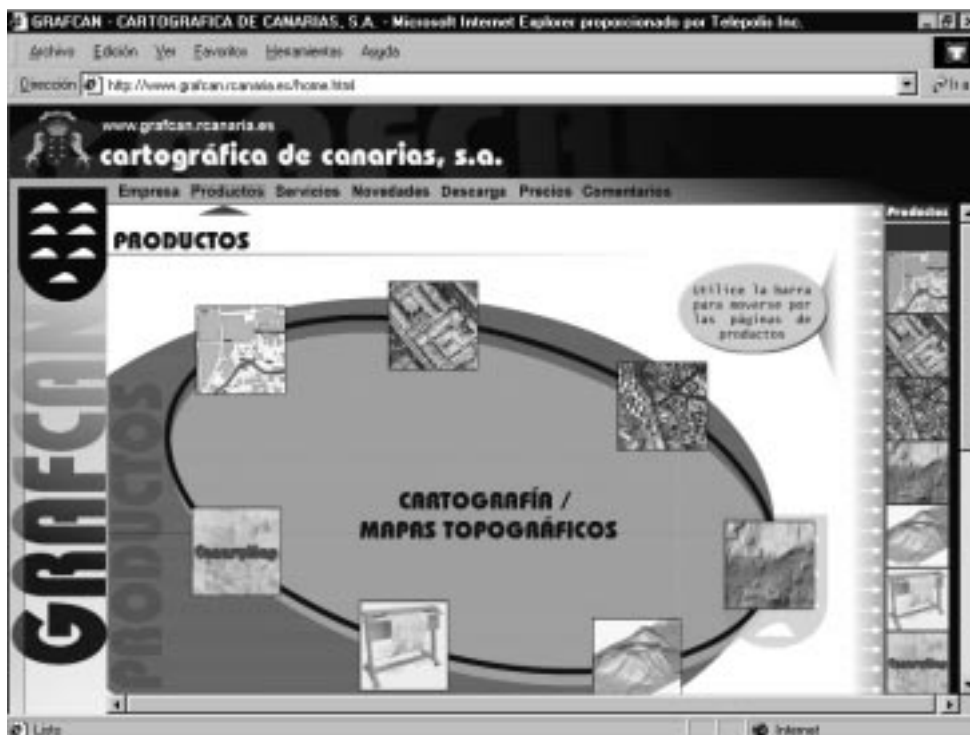 GRAFCAN - CARTOGRAFICA DE CANARIAS, S.A. - Microsoft Internet Explorer proporcionado por Telepolis Inc.
Archivo Edición Ver Favoritos Herramientas Ayuda
Dirección http://www.grafcan.rcanaria.es/home.html Ir a
www.grafcan.rcanaria.es
cartográfica de canarias, s.a.
Empresa Productos Servicios Novedades Descarga Precios Comentarios
Productos
PRODUCTOS
Utilice la barra
para moverse por
las páginas de
productos
GRAFCAN
PRODUCTOS
CARTOGRAFÍA /
MAPAS TOPOGRÁFICOS
CanaryMap
CanaryMap
Listo Internet